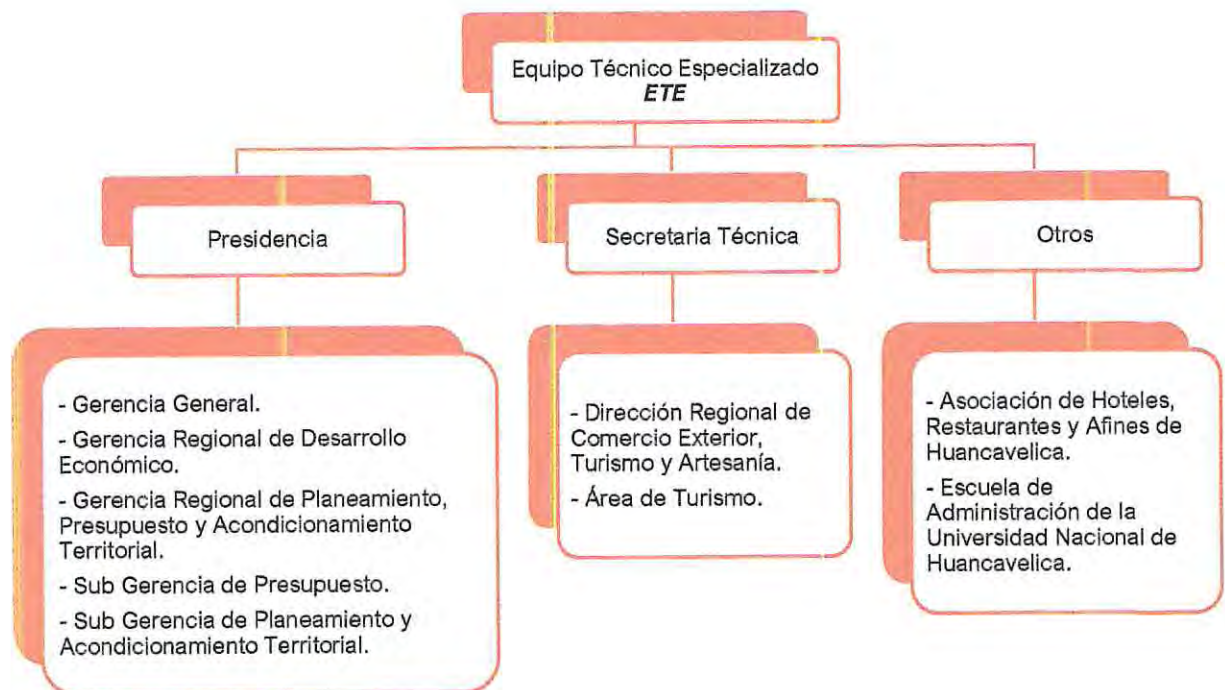 Equipo Técnico Especializado
ETE
Presidencia
Secretaria Técnica
Otros
- Gerencia General.
- Gerencia Regional de Desarrollo
Económico.
- Gerencia Regional de Planeamiento,
Presupuesto y Acondicionamiento
Territorial.
- Sub Gerencia de Presupuesto.
- Sub Gerencia de Planeamiento y
Acondicionamiento Territorial.
- Dirección Regional de
Comercio Exterior,
Turismo y Artesanía.
- Área de Turismo.
- Asociación de Hoteles,
Restaurantes y Afines de
Huancavelica.
- Escuela de
Administración de la
Universidad Nacional de
Huancavelica.